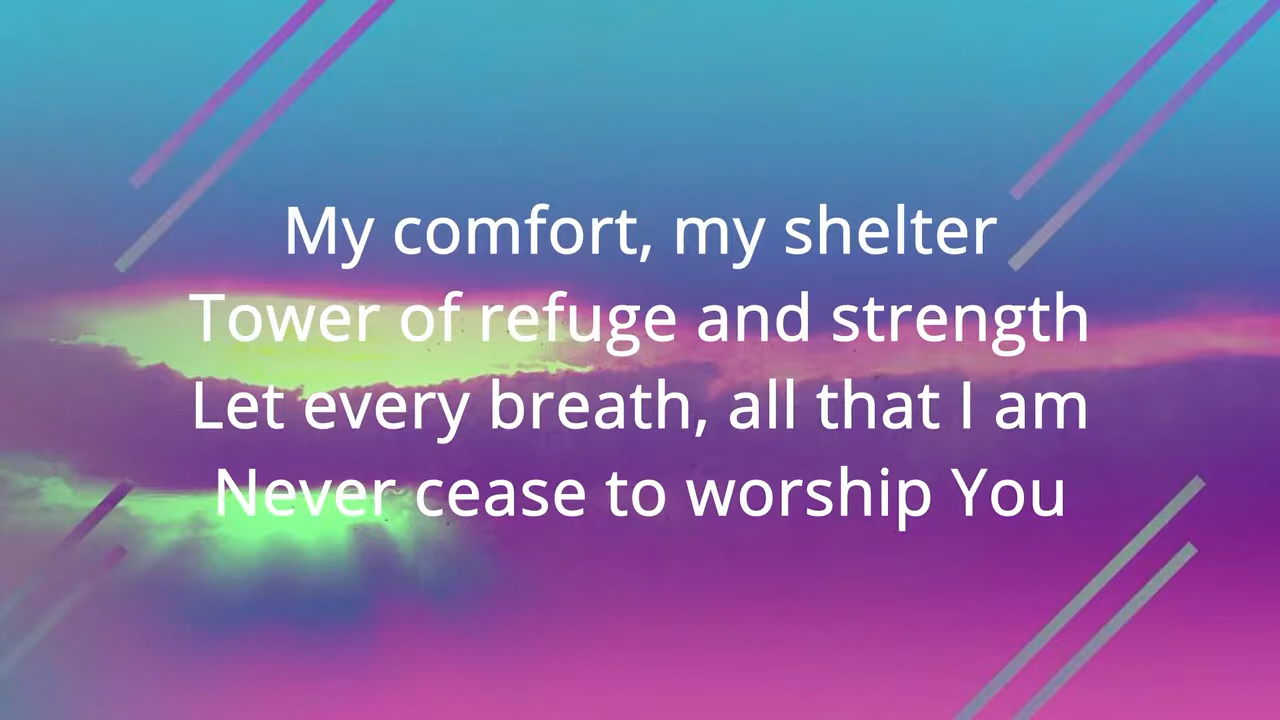 My comfort, my shelter
Tower of refuge and strength
Let every breath, all that I am
Never cease to worship You